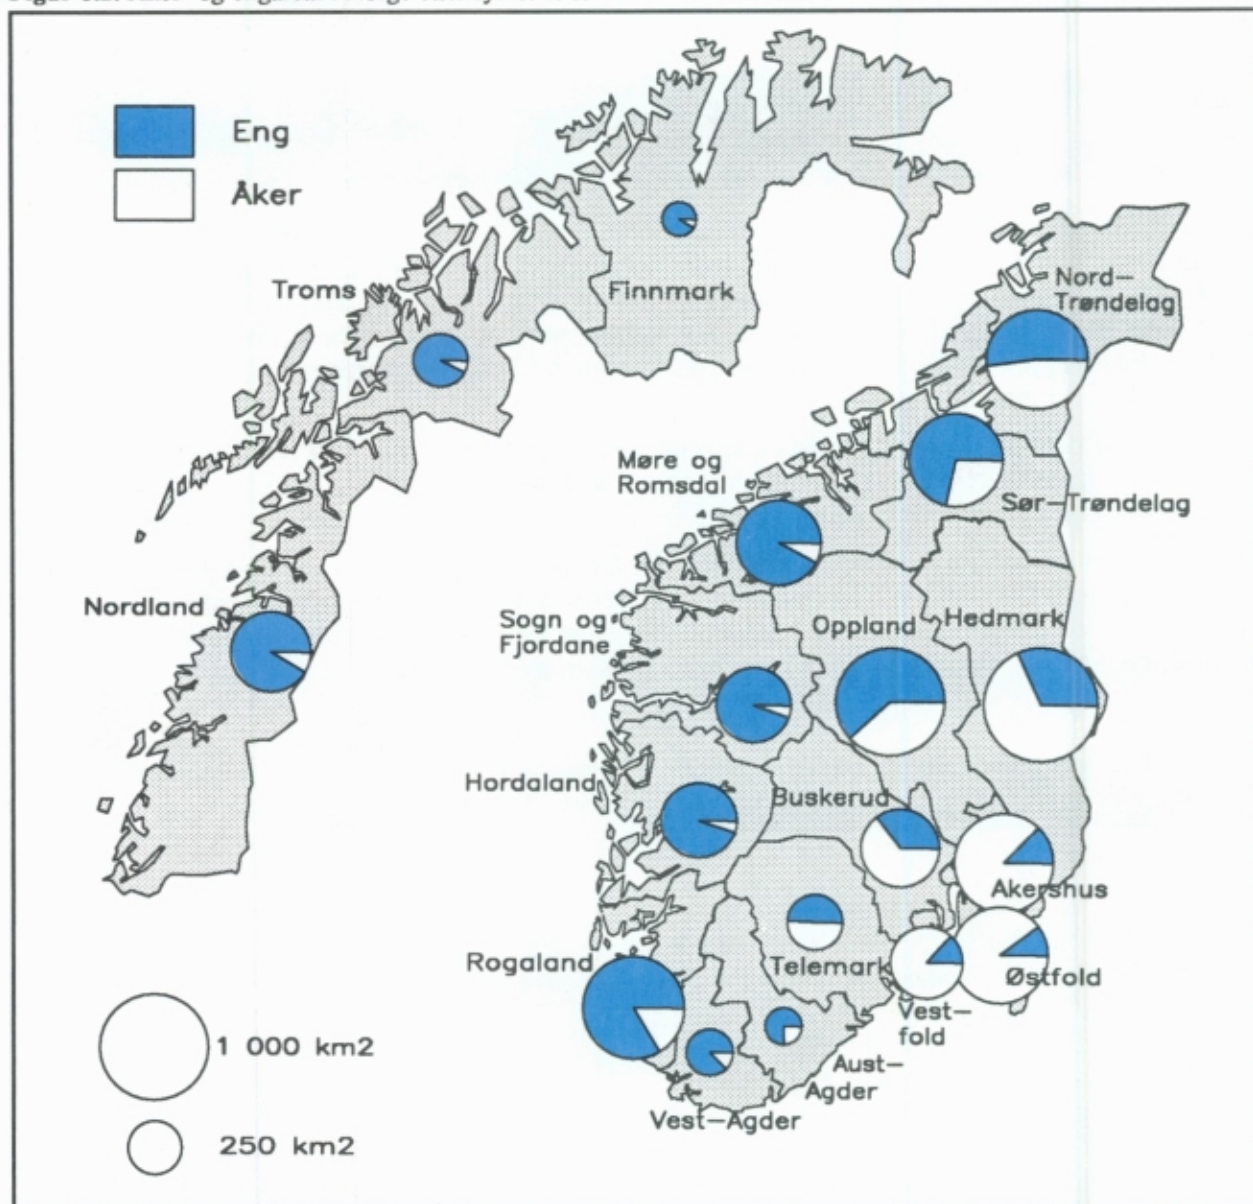 Eng
Åker
Troms
Finnmark
Nord-
Trøndelag
Møre og
Romsdal
Sør-Trøndelag
Nordland
Sogn og
Fjordane
Oppland
Hedmark
Hordaland
Buskerud
Akershus
Rogaland
Telemark
Østfold
Vest-
fold
1 000 km2
Aust-
Agder
Vest-Agder
250 km2